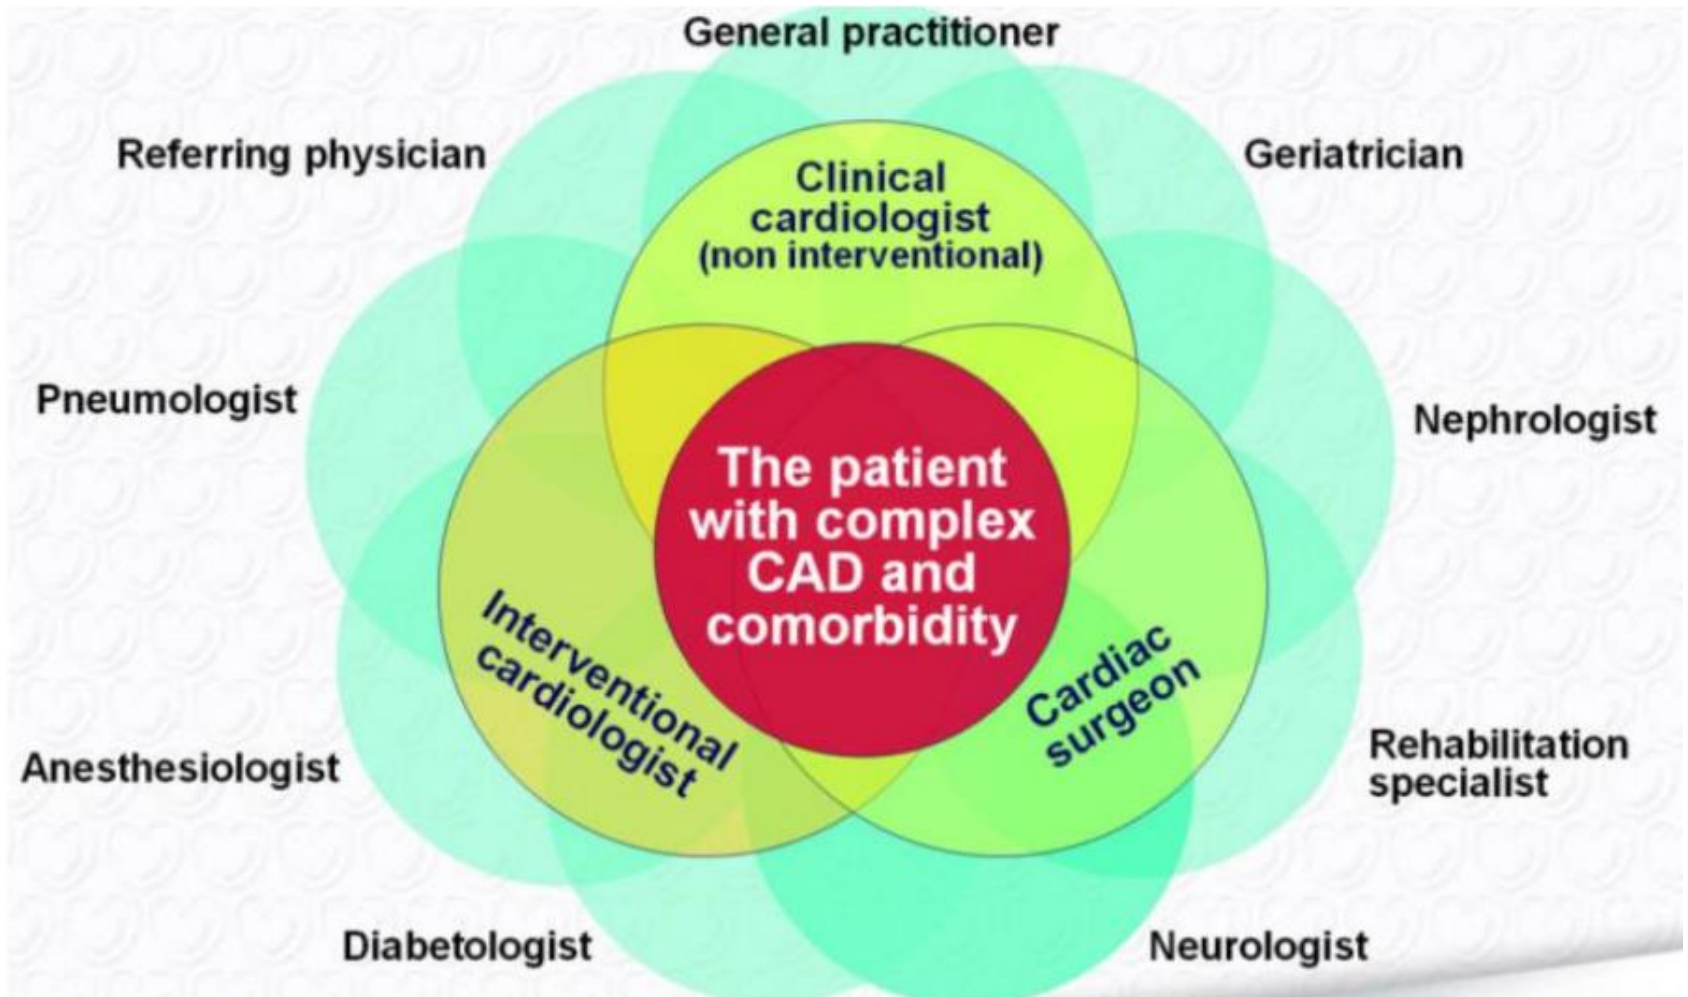 General practitioner
Referring physician
Geriatrician
Clinical
cardiologist
(non interventional)
Pneumologist
Nephrologist
The patient
with complex
CAD and
comorbidity
Interventional
cardiologist
Cardiac
surgeon
Anesthesiologist
Rehabilitation
specialist
Diabetologist
Neurologist